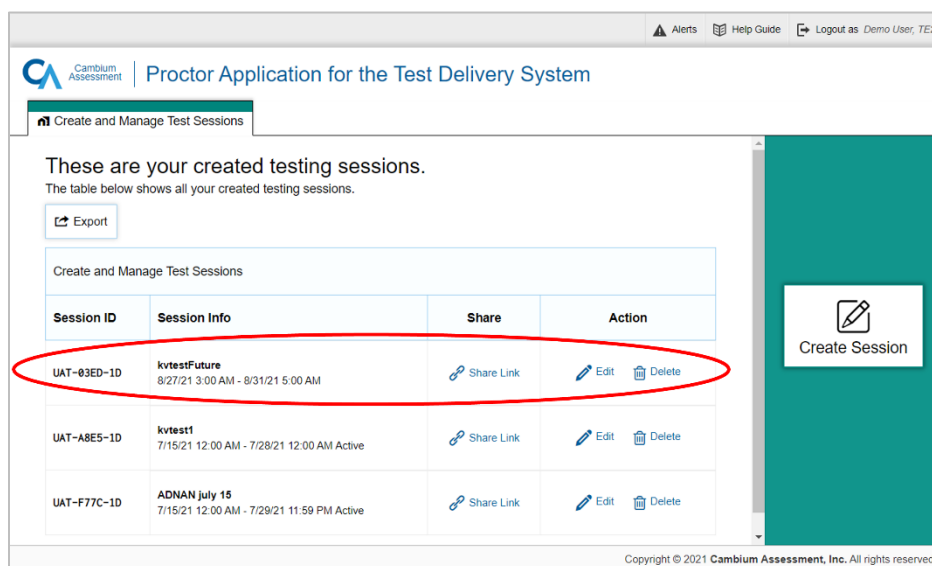 Alerts Help Guide Logout as Demo User, TE
Cambium
Assessment
Proctor Application for the Test Delivery System
Create and Manage Test Sessions
These are your created testing sessions.
The table below shows all your created testing sessions.
Export
Create and Manage Test Sessions
Session ID Session Info Share Action
UAT-03ED-1D
kvtestFuture
8/27/21 3:00 AM - 8/31/21 5:00 AM
Share Link Edit Delete
UAT-A8E5-1D
kvtest1
7/15/21 12:00 AM - 7/28/21 12:00 AM Active
Share Link Edit Delete
UAT-F77C-1D
ADNAN july 15
7/15/21 12:00 AM - 7/29/21 11:59 PM Active
Share Link Edit Delete
Create Session
Copyright © 2021 Cambium Assessment, Inc. All rights reserved